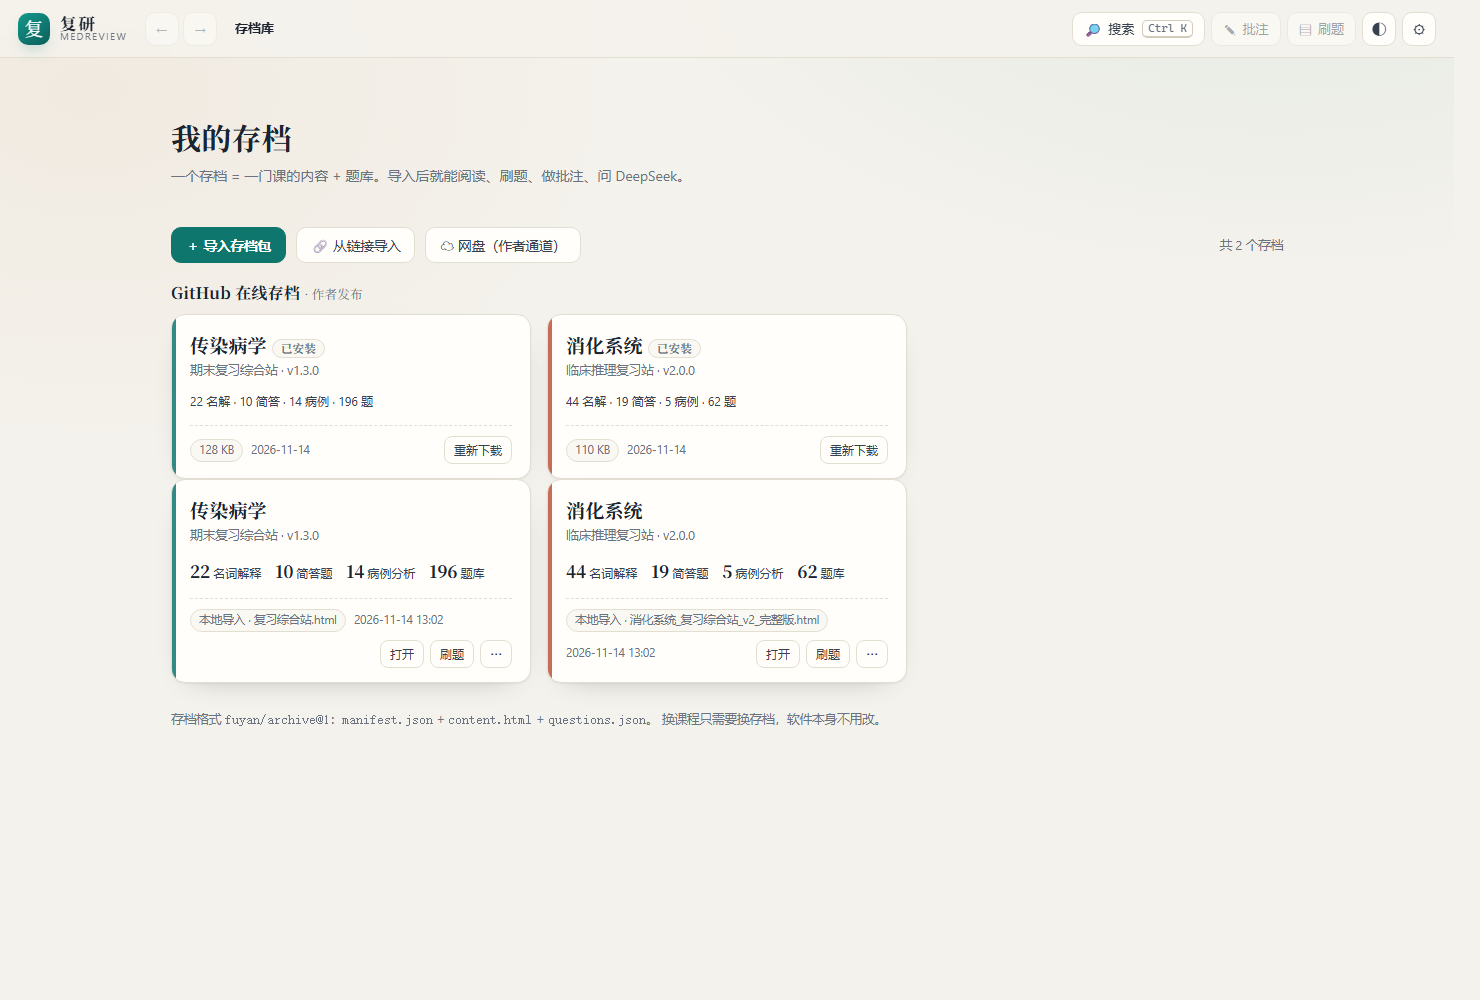 复 复研
MEDREVIEW
← → 存档库
搜索 Ctrl K 批注 刷题
我的存档
一个存档 = 一门课的内容 + 题库。导入后就能阅读、刷题、做批注、问 DeepSeek。
+ 导入存档包 从链接导入 网盘（作者通道） 共 2 个存档
GitHub 在线存档 · 作者发布
传染病学 已安装
期末复习综合站 · v1.3.0
22 名解 · 10 简答 · 14 病例 · 196 题
128 KB 2026-11-14 重新下载
消化系统 已安装
临床推理复习站 · v2.0.0
44 名解 · 19 简答 · 5 病例 · 62 题
110 KB 2026-11-14 重新下载
传染病学
期末复习综合站 · v1.3.0
22 名词解释 10 简答题 14 病例分析 196 题库
本地导入 · 复习综合站.html 2026-11-14 13:02
打开 刷题 ···
消化系统
临床推理复习站 · v2.0.0
44 名词解释 19 简答题 5 病例分析 62 题库
本地导入 · 消化系统_复习综合站_v2_完整版.html
2026-11-14 13:02 打开 刷题 ···
存档格式 fuyan/archive@1：manifest.json + content.html + questions.json。 换课程只需要换存档，软件本身不用改。